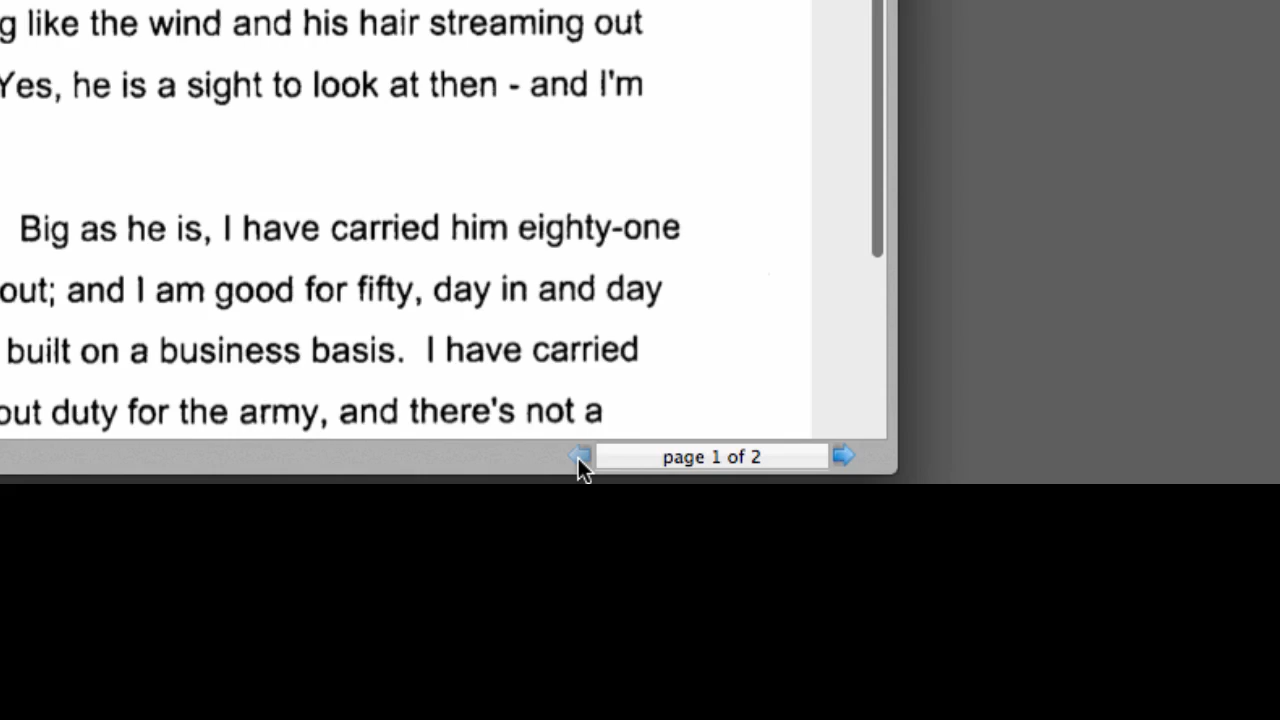 g like the wind and his hair streaming out
Yes, he is a sight to look at then - and I'm
Big as he is, I have carried him eighty-one
out; and I am good for fifty, day in and day
built on a business basis. I have carried
out duty for the army, and there's not a
page 1 of 2